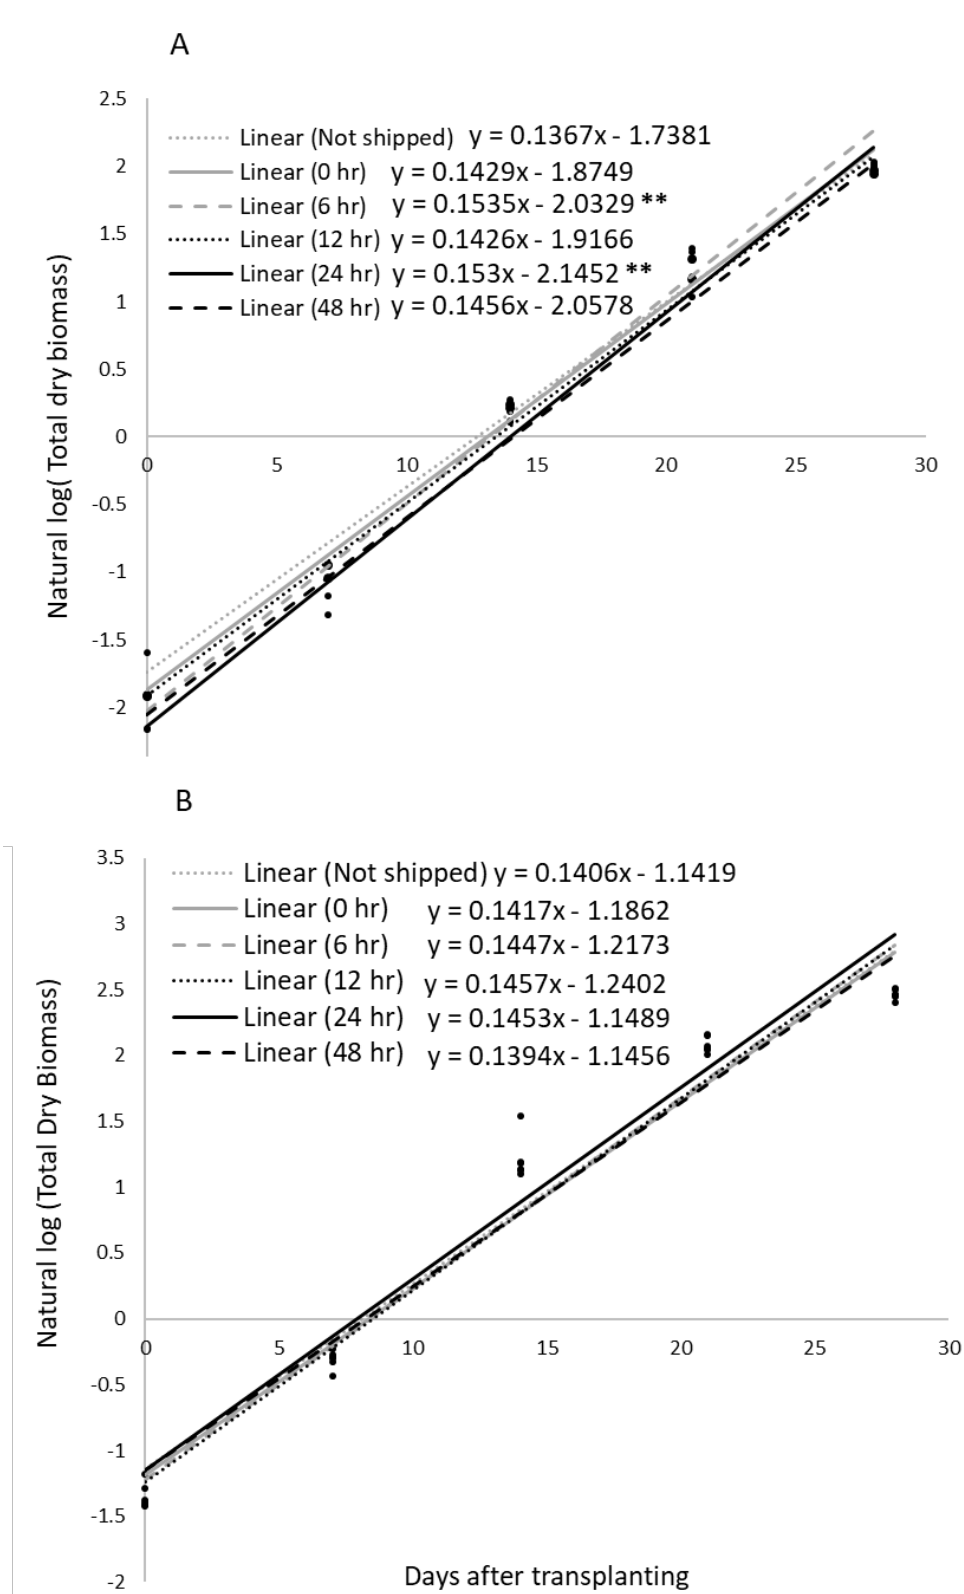 A
2.5
Linear (Not shipped) y = 0.1367x - 1.7381
2
Linear (0 hr) y = 0.1429x - 1.8749
Linear (6 hr) y = 0.1535x - 2.0329 **
1.5
Linear (12 hr) y = 0.1426x - 1.9166
Linear (24 hr) y = 0.153x - 2.1452 **
1
Linear (48 hr) y = 0.1456x - 2.0578
0.5
0
0 5 10 15 20 25 30
-0.5
-1
-1.5
-2
Natural log( Total dry biomass)
B
3.5
Linear (Not shipped) y = 0.1406x - 1.1419
Linear (0 hr) y = 0.1417x - 1.1862
3
Linear (6 hr) y = 0.1447x - 1.2173
Linear (12 hr) y = 0.1457x - 1.2402
2.5
Linear (24 hr) y = 0.1453x - 1.1489
2
Linear (48 hr) y = 0.1394x - 1.1456
1.5
1
0.5
0
0 5 10 15 20 25 30
-0.5
-1
-1.5
-2
Natural log (Total Dry Biomass)
Days after transplanting